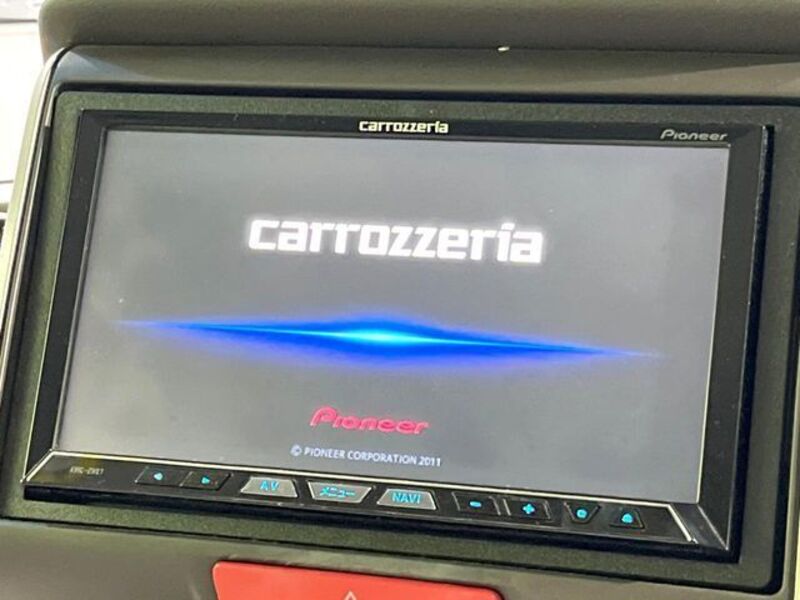 carrozzeria
Pioneer
carrozzeria
Pioneer
© PIONEER CORPORATION 2011
AV
メニュー
NAVI